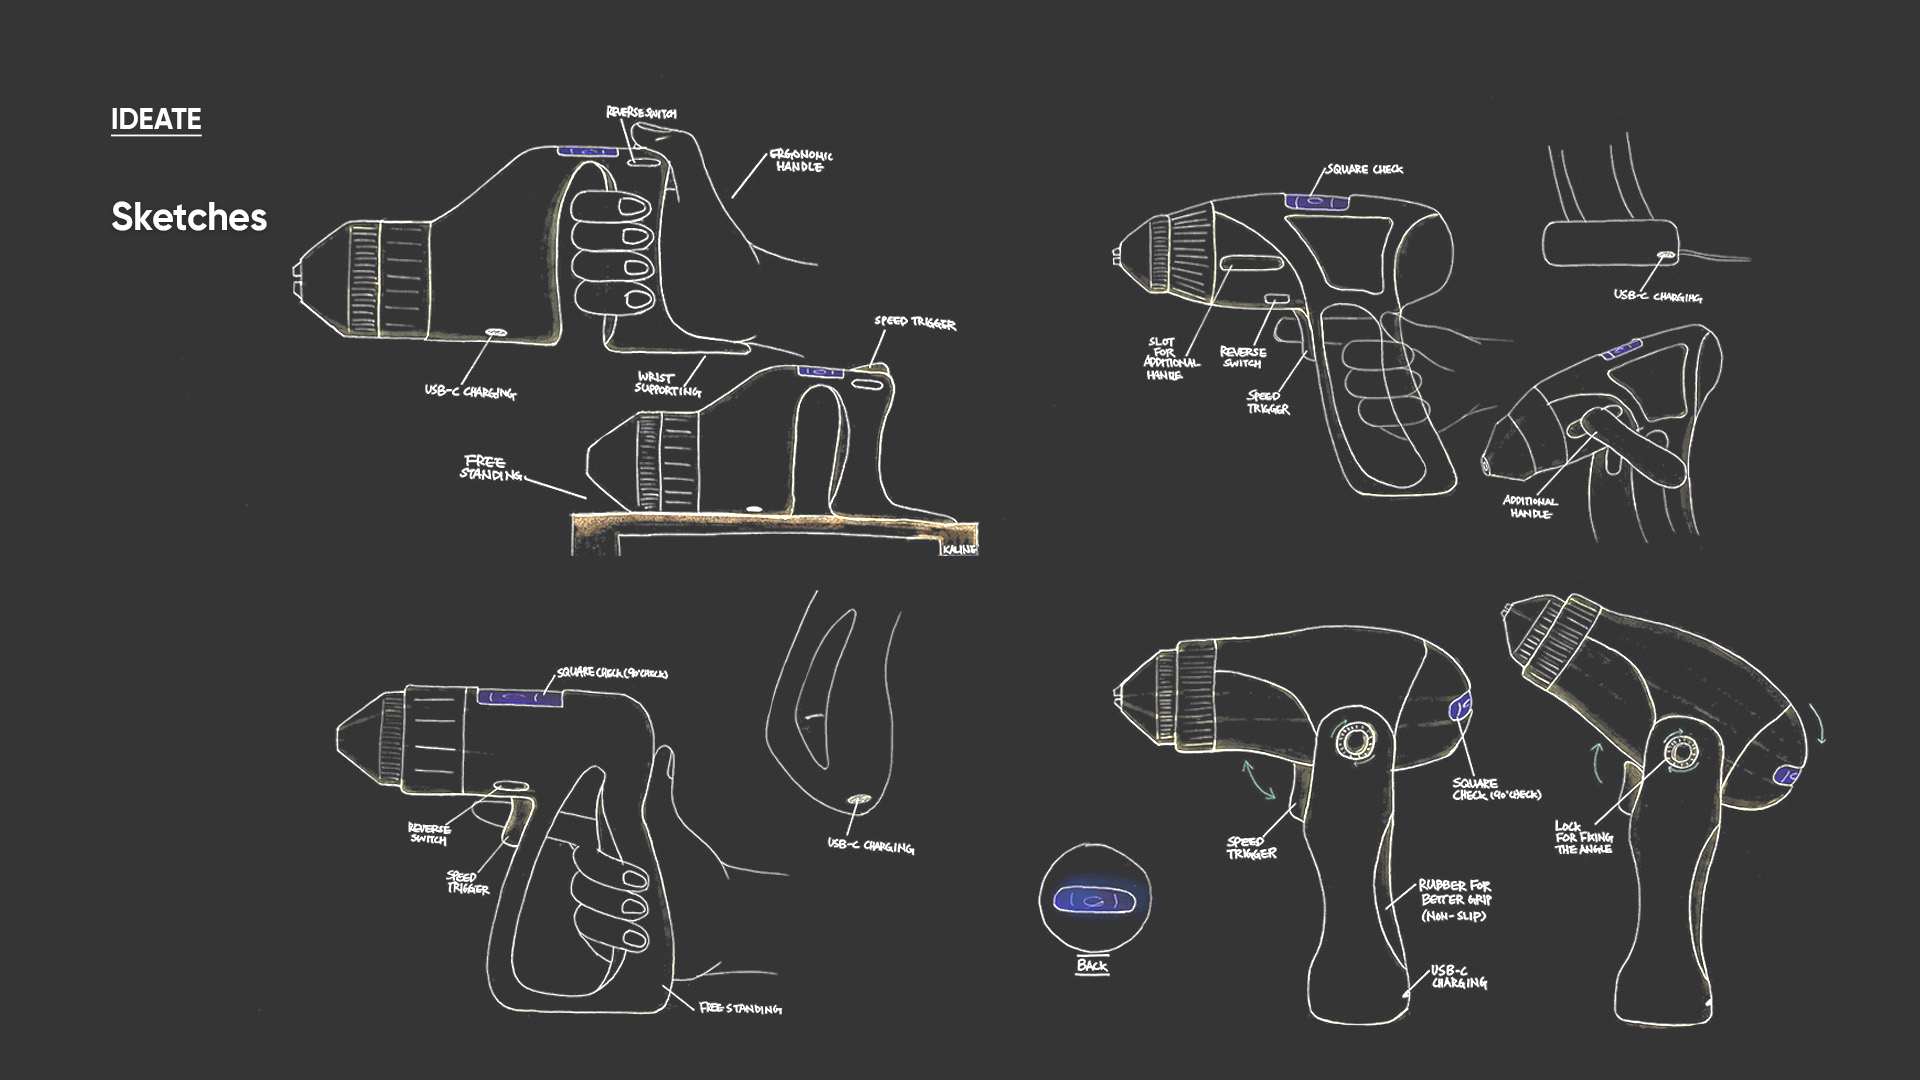 IDEATE
Sketches
REVERSE SWITCH
ERGONOMIC
HANDLE
USB-C CHARGING
WRIST
SUPPORTING
SPEED TRIGGER
FREE
STANDING
KALINE
SQUARE CHECK
SLOT
FOR
ADDITIONAL
HANLE
REVERSE
SWITCH
SPEED
TRIGGER
USB-C CHARGING
ADDITIONAL
HANDLE
SQUARE CHECK (90°CHECK)
REVERSE
SWITCH
SPEED
TRIGGER
FREE STANDING
USB-C CHARGING
BACK
SPEED
TRIGGER
SQUARE
CHECK (90°CHECK)
RUBBER FOR
BETTER GRIP
(NON-SLIP)
USB-C
CHARGING
LOCK
FOR FIXING
THE ANGLE